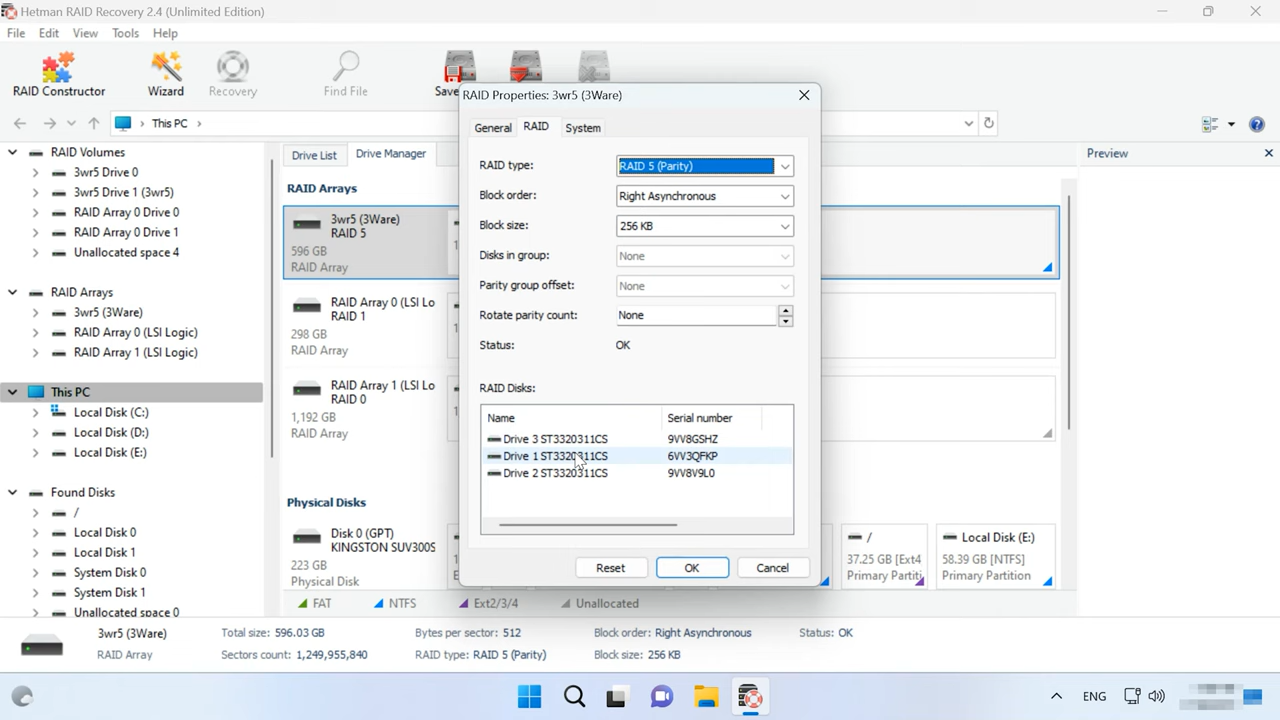 Hetman RAID Recovery 2.4 (Unlimited Edition)
File Edit View Tools Help
RAID Constructor Wizard Recovery Find File Save
This PC
RAID Volumes
3wr5 Drive 0
3wr5 Drive 1 (3wr5)
RAID Array 0 Drive 0
RAID Array 0 Drive 1
Unallocated space 4
RAID Arrays
3wr5 (3Ware)
RAID Array 0 (LSI Logic)
RAID Array 1 (LSI Logic)
This PC
Local Disk (C:)
Local Disk (D:)
Local Disk (E:)
Found Disks
/
Local Disk 0
Local Disk 1
System Disk 0
System Disk 1
Unallocated space 0
Drive List Drive Manager
RAID Arrays
3wr5 (3Ware)
RAID 5
596 GB
RAID Array
RAID Array 0 (LSI Lo
RAID 1
298 GB
RAID Array
RAID Array 1 (LSI Lo
RAID 0
1,192 GB
RAID Array
Physical Disks
Disk 0 (GPT)
KINGSTON SUV300S
223 GB
Physical Disk
/
37.25 GB [Ext4
Primary Partiti
Local Disk (E:)
58.39 GB [NTFS]
Primary Partition
FAT NTFS Ext2/3/4 Unallocated
Preview
RAID Properties: 3wr5 (3Ware)
General RAID System
RAID type: RAID 5 (Parity)
Block order: Right Asynchronous
Block size: 256 KB
Disks in group: None
Parity group offset: None
Rotate parity count: None
Status: OK
RAID Disks:
Name Serial number
Drive 3 ST3320311CS 9VV8GSHZ
Drive 1 ST3320311CS 6VV3QFKP
Drive 2 ST3320311CS 9VV8V9L0
Reset OK Cancel
3wr5 (3Ware) Total size: 596.03 GB Bytes per sector: 512 Block order: Right Asynchronous Status: OK
RAID Array Sectors count: 1,249,955,840 RAID type: RAID 5 (Parity) Block size: 256 KB
ENG